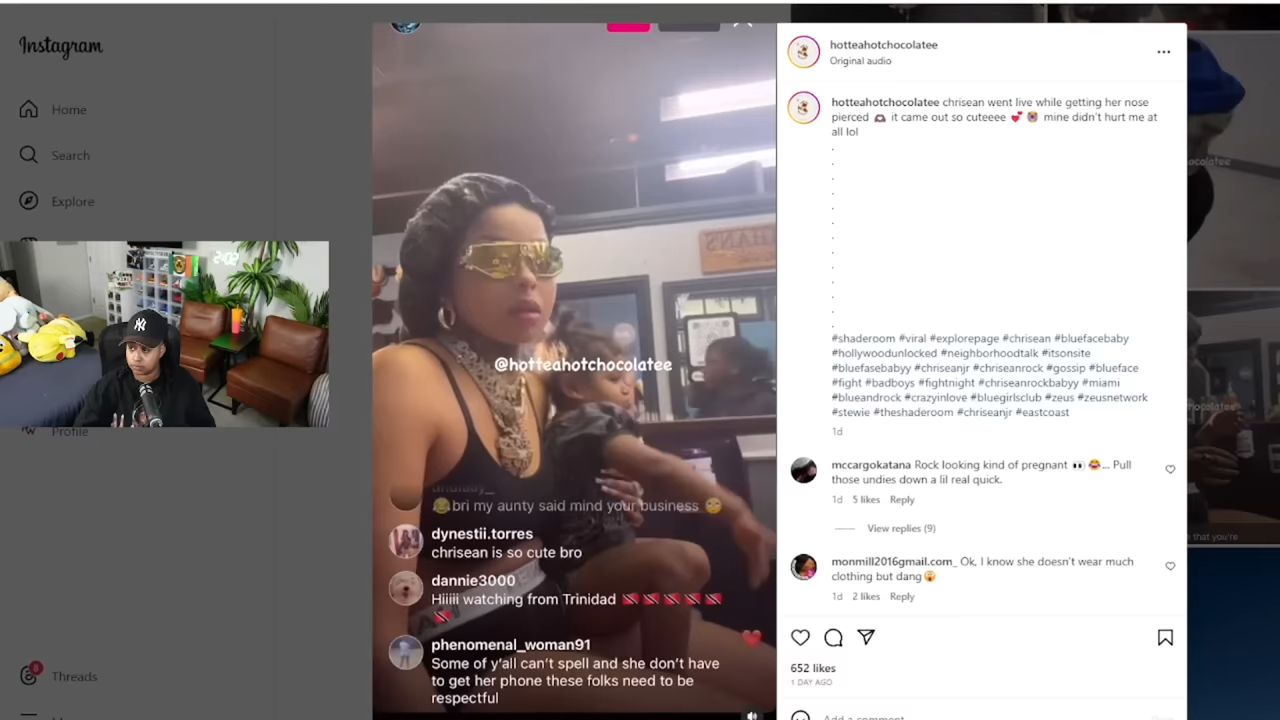 Instagram
Home
Search
Explore
Profile
Threads
2:02
NY
@hotteahotchocolatee
bri my aunty said mind your business 🙄
dynestii.torres
chrisean is so cute bro
dannie3000
Hiiiii watching from Trinidad 🇹🇹🇹🇹🇹🇹🇹🇹🇹🇹
🇹🇹
phenomenal_woman91
Some of y'all can't spell and she don't have
to get her phone these folks need to be
respectful
hotteahotchocolatee
Original audio
hotteahotchocolatee chrisean went live while getting her nose
pierced 🫶🏽 it came out so cuteeee 💕 mine didn't hurt me at
all lol
.
.
.
.
.
.
.
.
.
.
.
.
.
#shaderoom #viral #explorepage #chrisean #bluefacebaby
#hollywoodunlocked #neighborhoodtalk #itsonsite
#bluefasebabyy #chriseanjr #chriseanrock #gossip #blueface
#fight #badboys #fightnight #chriseanrockbabyy #miami
#blueandrock #crazyinlove #bluegirlsclub #zeus #zeusnetwork
#stewie #theshaderoom #chriseanjr #eastcoast
1d
mccargokatana Rock looking kind of pregnant 👀 😂... Pull
those undies down a lil real quick.
1d 5 likes Reply
View replies (9)
monmill2016gmail.com_ Ok, I know she doesn't wear much
clothing but dang😩
1d 2 likes Reply
652 likes
1 DAY AGO
Add a comment...
ocolatee